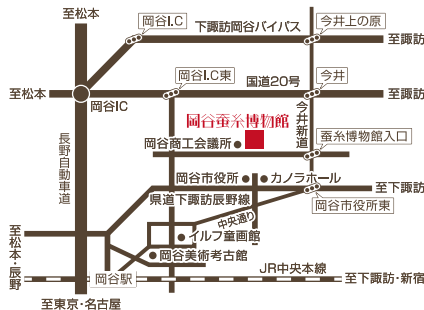 至松本
岡谷I.C
下諏訪岡谷バイパス
今井上の原
至諏訪
岡谷I.C東
国道20号
今井
至松本
至諏訪
岡谷IC
岡谷蚕糸博物館
今井新道
岡谷商工会議所
蚕糸博物館入口
長野自動車道
岡谷市役所
カノラホール
県道下諏訪辰野線
至下諏訪
中央通り
岡谷市役所東
イルフ童画館
至松本・辰野
岡谷美術考古館
岡谷駅
JR中央本線
至下諏訪・新宿
至東京・名古屋